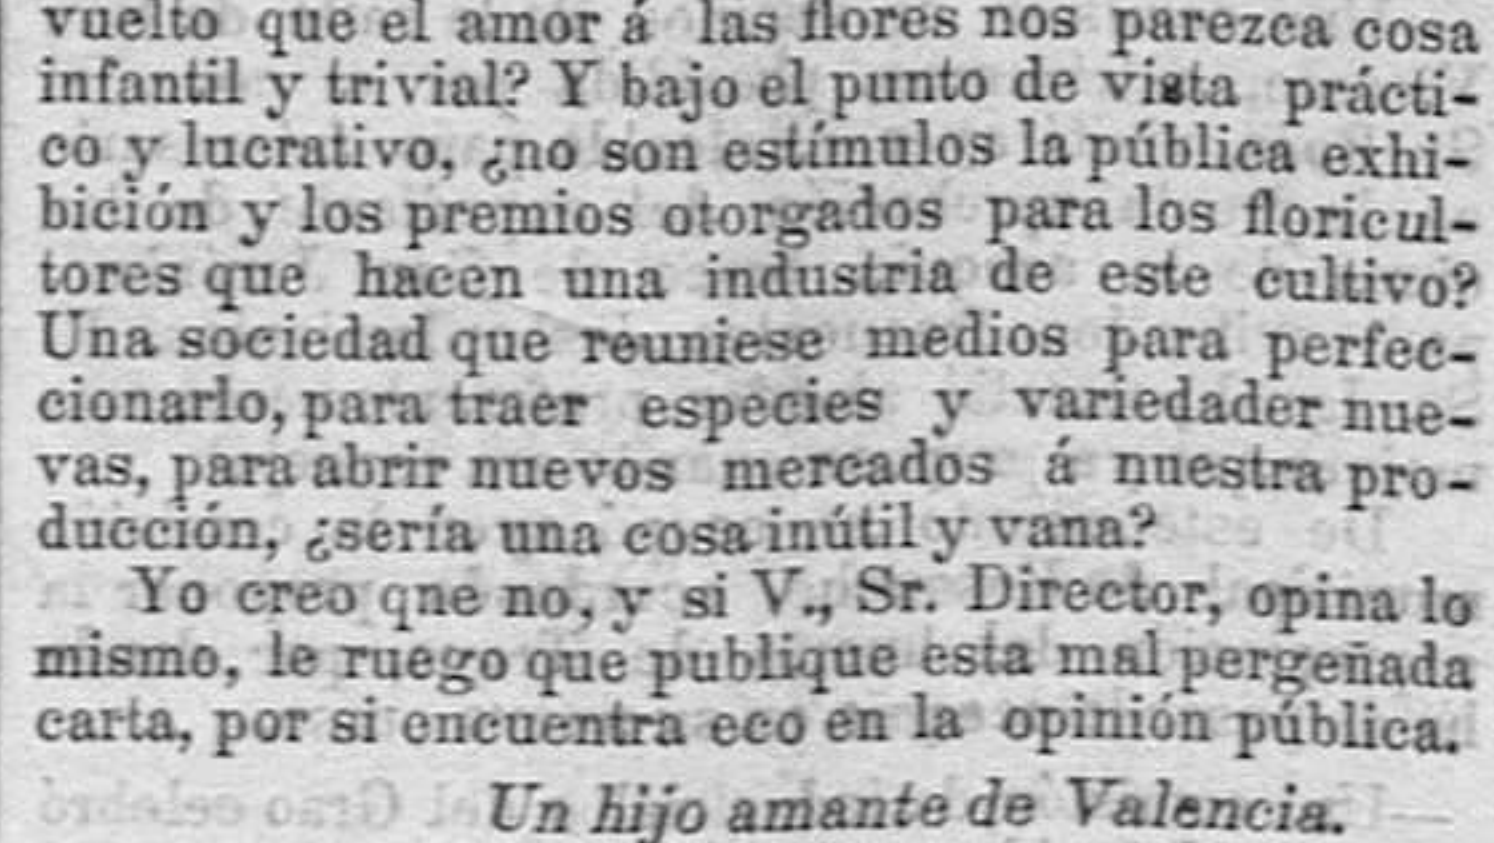 vuelto que el amor á las flores nos parezca cosa
infantil y trivial? Y bajo el punto de vista prácti-
co y lucrativo, ¿no son estímulos la pública exhi-
bición y los premios otorgados para los floricul-
tores que hacen una industria de este cultivo?
Una sociedad que reuniese medios para perfec-
cionarlo, para traer especies y variedader nue-
vas, para abrir nuevos mercados á nuestra pro-
ducción, ¿sería una cosa inútil y vana?
Yo creo qne no, y si V., Sr. Director, opina lo
mismo, le ruego que publique esta mal pergeñada
carta, por si encuentra eco en la opinión pública.
Un hijo amante de Valencia.